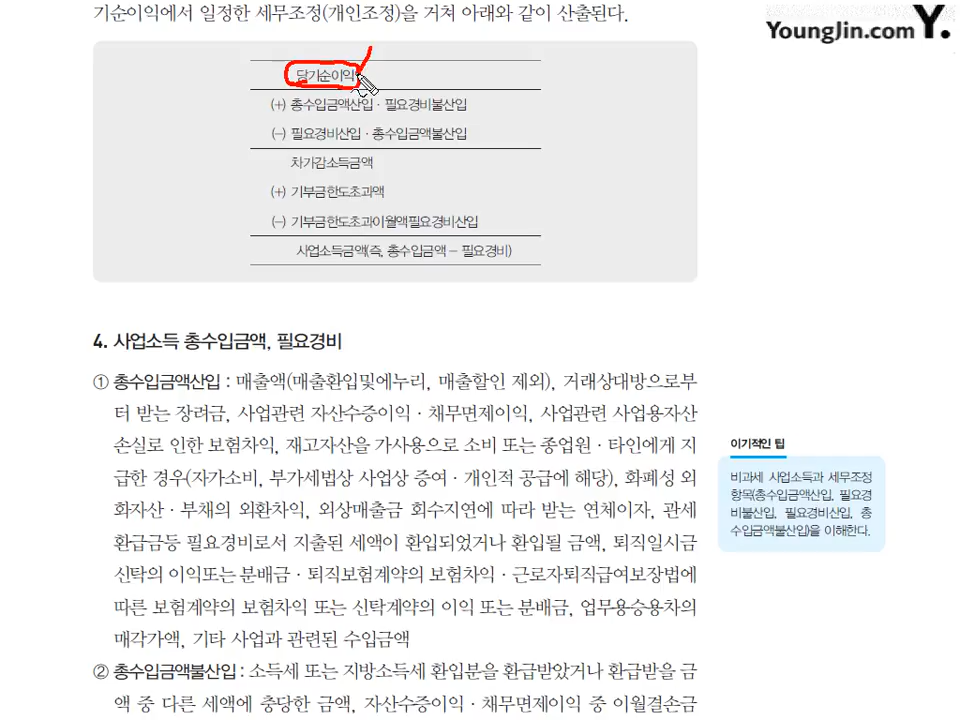 기순이익에서 일정한 세무조정(개인조정)을 거쳐 아래와 같이 산출된다.
YoungJin.com Y.
당기순이익
(+) 총수입금액산입 · 필요경비불산입
(-) 필요경비산입 · 총수입금액불산입
차가감소득금액
(+) 기부금한도초과액
(-) 기부금한도초과이월액필요경비산입
사업소득금액(즉, 총수입금액 - 필요경비)
4. 사업소득 총수입금액, 필요경비
① 총수입금액산입 : 매출액(매출환입및에누리, 매출할인 제외), 거래상대방으로부
터 받는 장려금, 사업관련 자산수증이익 · 채무면제이익, 사업관련 사업용자산
손실로 인한 보험차익, 재고자산을 가사용으로 소비 또는 종업원 · 타인에게 지
급한 경우(자가소비, 부가세법상 사업상 증여 · 개인적 공급에 해당), 화폐성 외
화자산 · 부채의 외환차익, 외상매출금 회수지연에 따라 받는 연체이자, 관세
환급금등 필요경비로서 지출된 세액이 환입되었거나 환입될 금액, 퇴직일시금
신탁의 이익또는 분배금 · 퇴직보험계약의 보험차익 · 근로자퇴직급여보장법에
따른 보험계약의 보험차익 또는 신탁계약의 이익 또는 분배금, 업무용승용차의
매각가액, 기타 사업과 관련된 수입금액
② 총수입금액불산입 : 소득세 또는 지방소득세 환입분을 환급받았거나 환급받을 금
액 중 다른 세액에 충당한 금액, 자산수증이익 · 채무면제이익 중 이월결손금
이기적인 팁
비과세 사업소득과 세무조정
항목(총수입금액산입, 필요경
비불산입, 필요경비산입, 총
수입금액불산입)을 이해한다.